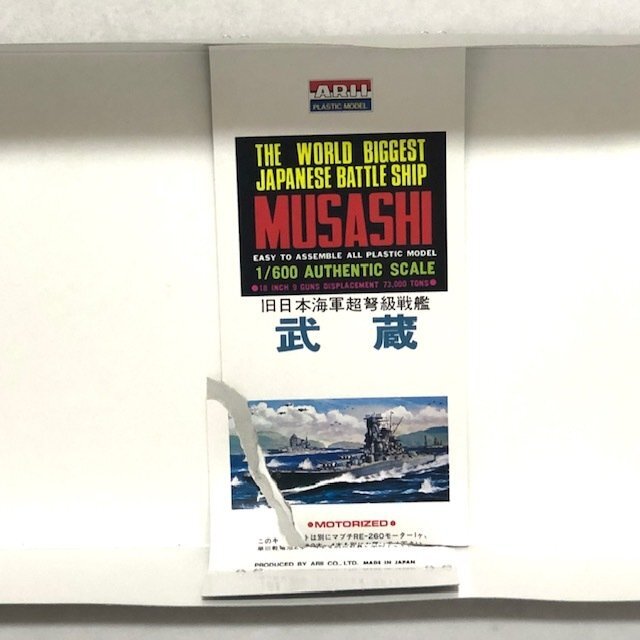 ARII
PLASTIC MODEL
THE WORLD BIGGEST
JAPANESE BATTLE SHIP
MUSASHI
EASY TO ASSEMBLE ALL PLASTIC MODEL
1/600 AUTHENTIC SCALE
●18 INCH 9 GUNS DISPLACEMENT 73,000 TONS●
旧日本海軍超弩級戦艦
武蔵
●MOTORIZED●
このキ トは別にマブチRE-260モーター1ヶ,
PRODUCED BY ARII CO., LTD. MADE IN JAPAN